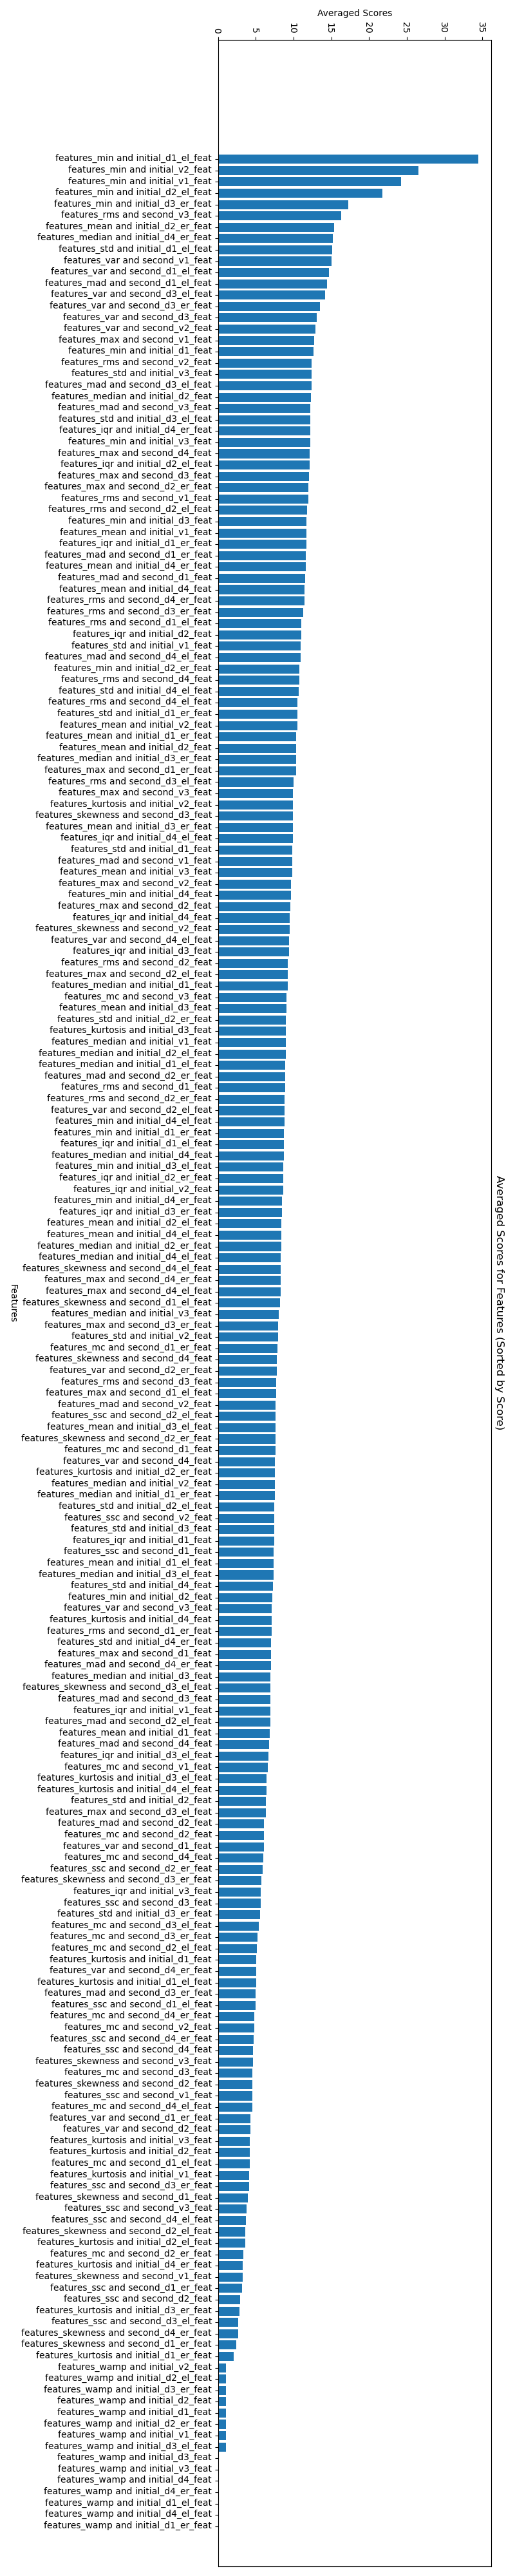 Averaged Scores
0 5 10 15 20 25 30 35
features_min and initial_d1_el_feat
features_min and initial_v2_feat
features_min and initial_v1_feat
features_min and initial_d2_el_feat
features_min and initial_d3_er_feat
features_rms and second_v3_feat
features_mean and initial_d2_er_feat
features_median and initial_d4_er_feat
features_std and initial_d1_el_feat
features_var and second_v1_feat
features_var and second_d1_el_feat
features_mad and second_d1_el_feat
features_var and second_d3_el_feat
features_var and second_d3_er_feat
features_var and second_d3_feat
features_var and second_v2_feat
features_max and second_v1_feat
features_min and initial_d1_feat
features_rms and second_v2_feat
features_std and initial_v3_feat
features_mad and second_d3_el_feat
features_median and initial_d2_feat
features_mad and second_v3_feat
features_std and initial_d3_el_feat
features_iqr and initial_d4_er_feat
features_min and initial_v3_feat
features_max and second_d4_feat
features_iqr and initial_d2_el_feat
features_max and second_d3_feat
features_max and second_d2_er_feat
features_rms and second_v1_feat
features_rms and second_d2_el_feat
features_min and initial_d3_feat
features_mean and initial_v1_feat
features_iqr and initial_d1_er_feat
features_mad and second_d1_er_feat
features_mean and initial_d4_er_feat
features_mad and second_d1_feat
features_mean and initial_d4_feat
features_rms and second_d4_er_feat
features_rms and second_d3_er_feat
features_rms and second_d1_el_feat
features_iqr and initial_d2_feat
features_std and initial_v1_feat
features_mad and second_d4_el_feat
features_min and initial_d2_er_feat
features_rms and second_d4_feat
features_std and initial_d4_el_feat
features_rms and second_d4_el_feat
features_std and initial_d1_er_feat
features_mean and initial_v2_feat
features_mean and initial_d1_er_feat
features_mean and initial_d2_feat
features_median and initial_d3_er_feat
features_max and second_d1_er_feat
features_rms and second_d3_el_feat
features_max and second_v3_feat
features_kurtosis and initial_v2_feat
features_skewness and second_d3_feat
features_mean and initial_d3_er_feat
features_iqr and initial_d4_el_feat
features_std and initial_d1_feat
features_mad and second_v1_feat
features_mean and initial_v3_feat
features_max and second_v2_feat
features_min and initial_d4_feat
features_max and second_d2_feat
features_iqr and initial_d4_feat
features_skewness and second_v2_feat
features_var and second_d4_el_feat
features_iqr and initial_d3_feat
features_rms and second_d2_feat
features_max and second_d2_el_feat
features_median and initial_d1_feat
features_mc and second_v3_feat
features_mean and initial_d3_feat
features_std and initial_d2_er_feat
features_kurtosis and initial_d3_feat
features_median and initial_v1_feat
features_median and initial_d2_el_feat
features_median and initial_d1_el_feat
features_mad and second_d2_er_feat
features_rms and second_d1_feat
features_rms and second_d2_er_feat
features_var and second_d2_el_feat
features_min and initial_d4_el_feat
features_min and initial_d1_er_feat
features_iqr and initial_d1_el_feat
features_median and initial_d4_feat
features_min and initial_d3_el_feat
features_iqr and initial_d2_er_feat
features_iqr and initial_v2_feat
features_min and initial_d4_er_feat
features_iqr and initial_d3_er_feat
features_mean and initial_d2_el_feat
features_mean and initial_d4_el_feat
features_median and initial_d2_er_feat
features_median and initial_d4_el_feat
features_skewness and second_d4_el_feat
features_max and second_d4_er_feat
features_max and second_d4_el_feat
features_skewness and second_d1_el_feat
features_median and initial_v3_feat
features_max and second_d3_er_feat
features_std and initial_v2_feat
features_mc and second_d1_er_feat
features_skewness and second_d4_feat
features_var and second_d2_er_feat
features_rms and second_d3_feat
features_max and second_d1_el_feat
features_mad and second_v2_feat
features_ssc and second_d2_el_feat
features_mean and initial_d3_el_feat
features_skewness and second_d2_er_feat
features_mc and second_d1_feat
features_var and second_d4_feat
features_kurtosis and initial_d2_er_feat
features_median and initial_v2_feat
features_median and initial_d1_er_feat
features_std and initial_d2_el_feat
features_ssc and second_v2_feat
features_std and initial_d3_feat
features_iqr and initial_d1_feat
features_ssc and second_d1_feat
features_mean and initial_d1_el_feat
features_median and initial_d3_el_feat
features_std and initial_d4_feat
features_min and initial_d2_feat
features_var and second_v3_feat
features_kurtosis and initial_d4_feat
features_rms and second_d1_er_feat
features_std and initial_d4_er_feat
features_max and second_d1_feat
features_mad and second_d4_er_feat
features_median and initial_d3_feat
features_skewness and second_d3_el_feat
features_mad and second_d3_feat
features_iqr and initial_v1_feat
features_mad and second_d2_el_feat
features_mean and initial_d1_feat
features_mad and second_d4_feat
features_iqr and initial_d3_el_feat
features_mc and second_v1_feat
features_kurtosis and initial_d3_el_feat
features_kurtosis and initial_d4_el_feat
features_std and initial_d2_feat
features_max and second_d3_el_feat
features_mad and second_d2_feat
features_mc and second_d2_feat
features_var and second_d1_feat
features_mc and second_d4_feat
features_ssc and second_d2_er_feat
features_skewness and second_d3_er_feat
features_iqr and initial_v3_feat
features_ssc and second_d3_feat
features_std and initial_d3_er_feat
features_mc and second_d3_el_feat
features_mc and second_d3_er_feat
features_mc and second_d2_el_feat
features_kurtosis and initial_d1_feat
features_var and second_d4_er_feat
features_kurtosis and initial_d1_el_feat
features_mad and second_d3_er_feat
features_ssc and second_d1_el_feat
features_mc and second_d4_er_feat
features_mc and second_v2_feat
features_ssc and second_d4_er_feat
features_ssc and second_d4_feat
features_skewness and second_v3_feat
features_mc and second_d3_feat
features_skewness and second_d2_feat
features_ssc and second_v1_feat
features_mc and second_d4_el_feat
features_var and second_d1_er_feat
features_var and second_d2_feat
features_kurtosis and initial_v3_feat
features_kurtosis and initial_d2_feat
features_mc and second_d1_el_feat
features_kurtosis and initial_v1_feat
features_ssc and second_d3_er_feat
features_skewness and second_d1_feat
features_ssc and second_v3_feat
features_ssc and second_d4_el_feat
features_skewness and second_d2_el_feat
features_kurtosis and initial_d2_el_feat
features_mc and second_d2_er_feat
features_kurtosis and initial_d4_er_feat
features_skewness and second_v1_feat
features_ssc and second_d1_er_feat
features_ssc and second_d2_feat
features_kurtosis and initial_d3_er_feat
features_ssc and second_d3_el_feat
features_skewness and second_d4_er_feat
features_skewness and second_d1_er_feat
features_kurtosis and initial_d1_er_feat
features_wamp and initial_v2_feat
features_wamp and initial_d2_el_feat
features_wamp and initial_d3_er_feat
features_wamp and initial_d2_feat
features_wamp and initial_d1_feat
features_wamp and initial_d2_er_feat
features_wamp and initial_v1_feat
features_wamp and initial_d3_el_feat
features_wamp and initial_d3_feat
features_wamp and initial_v3_feat
features_wamp and initial_d4_feat
features_wamp and initial_d4_er_feat
features_wamp and initial_d1_el_feat
features_wamp and initial_d4_el_feat
features_wamp and initial_d1_er_feat
Features
Averaged Scores for Features (Sorted by Score)